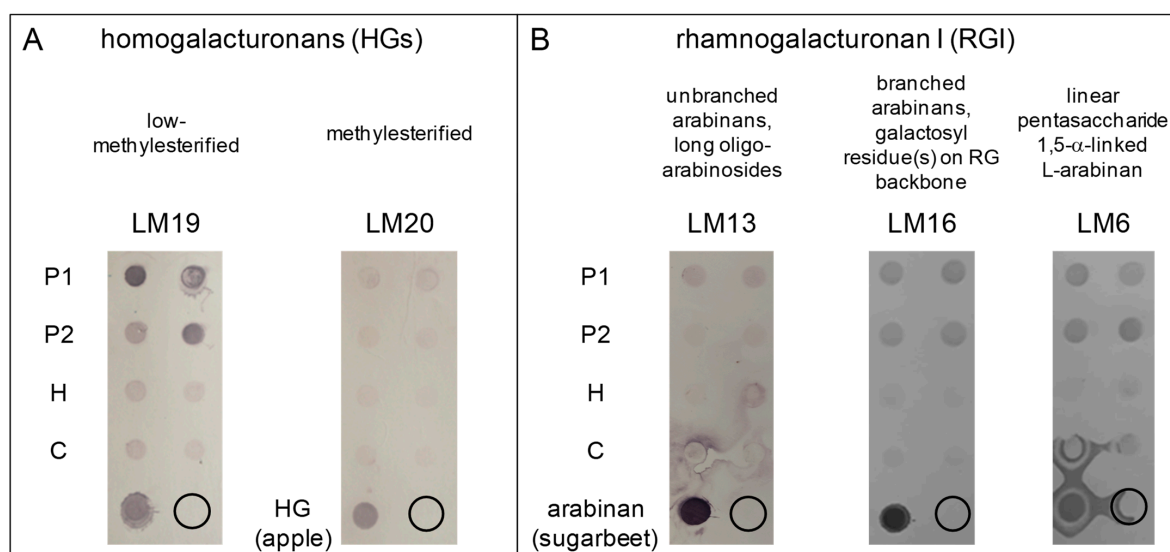 A
homogalacturonans (HGs)
low-
methylesterified
methylesterified
LM19
LM20
P1
P2
H
C
HG
(apple)
B
rhamnogalacturonan I (RGI)
unbranched
arabinans,
long oligo-
arabinosides
branched
arabinans,
galactosyl
residue(s) on RG
backbone
linear
pentasaccharide
1,5-α-linked
L-arabinan
LM13
LM16
LM6
P1
P2
H
C
arabinan
(sugarbeet)